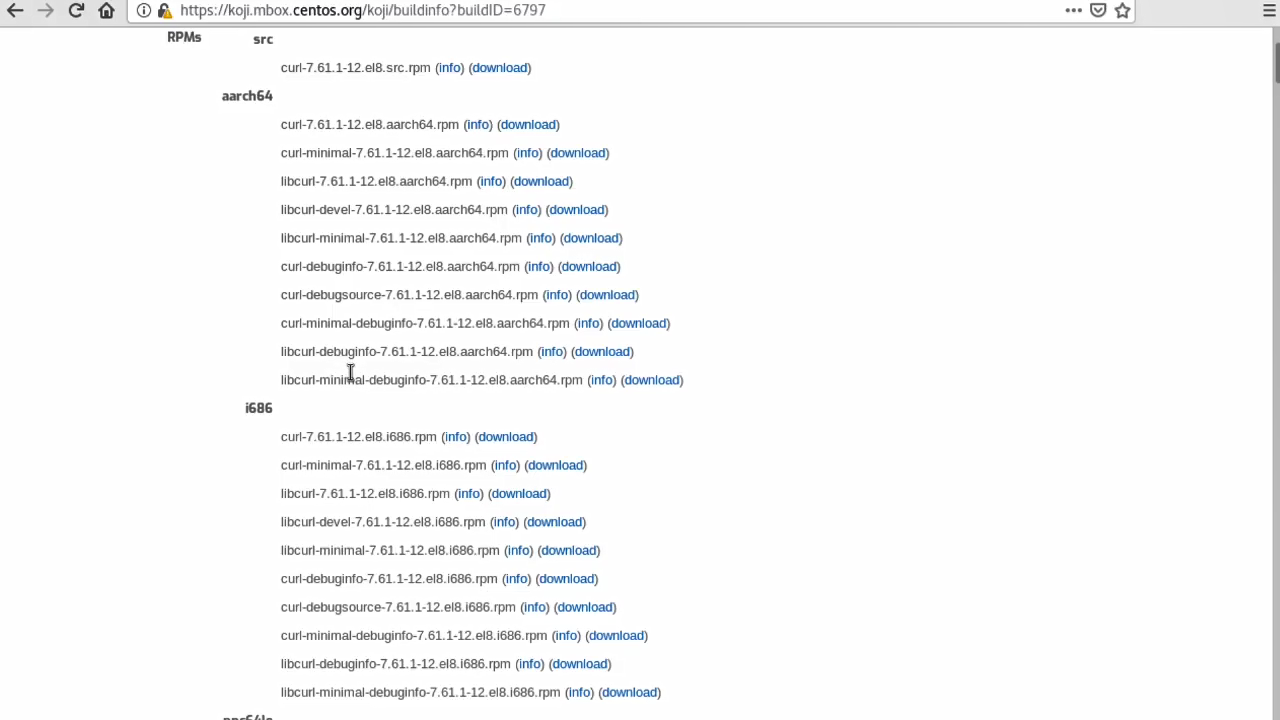 https://koji.mbox.centos.org/koji/buildinfo?buildID=6797
RPMs src
curl-7.61.1-12.el8.src.rpm (info) (download)
aarch64
curl-7.61.1-12.el8.aarch64.rpm (info) (download)
curl-minimal-7.61.1-12.el8.aarch64.rpm (info) (download)
libcurl-7.61.1-12.el8.aarch64.rpm (info) (download)
libcurl-devel-7.61.1-12.el8.aarch64.rpm (info) (download)
libcurl-minimal-7.61.1-12.el8.aarch64.rpm (info) (download)
curl-debuginfo-7.61.1-12.el8.aarch64.rpm (info) (download)
curl-debugsource-7.61.1-12.el8.aarch64.rpm (info) (download)
curl-minimal-debuginfo-7.61.1-12.el8.aarch64.rpm (info) (download)
libcurl-debuginfo-7.61.1-12.el8.aarch64.rpm (info) (download)
libcurl-minimal-debuginfo-7.61.1-12.el8.aarch64.rpm (info) (download)
i686
curl-7.61.1-12.el8.i686.rpm (info) (download)
curl-minimal-7.61.1-12.el8.i686.rpm (info) (download)
libcurl-7.61.1-12.el8.i686.rpm (info) (download)
libcurl-devel-7.61.1-12.el8.i686.rpm (info) (download)
libcurl-minimal-7.61.1-12.el8.i686.rpm (info) (download)
curl-debuginfo-7.61.1-12.el8.i686.rpm (info) (download)
curl-debugsource-7.61.1-12.el8.i686.rpm (info) (download)
curl-minimal-debuginfo-7.61.1-12.el8.i686.rpm (info) (download)
libcurl-debuginfo-7.61.1-12.el8.i686.rpm (info) (download)
libcurl-minimal-debuginfo-7.61.1-12.el8.i686.rpm (info) (download)
ppc64le